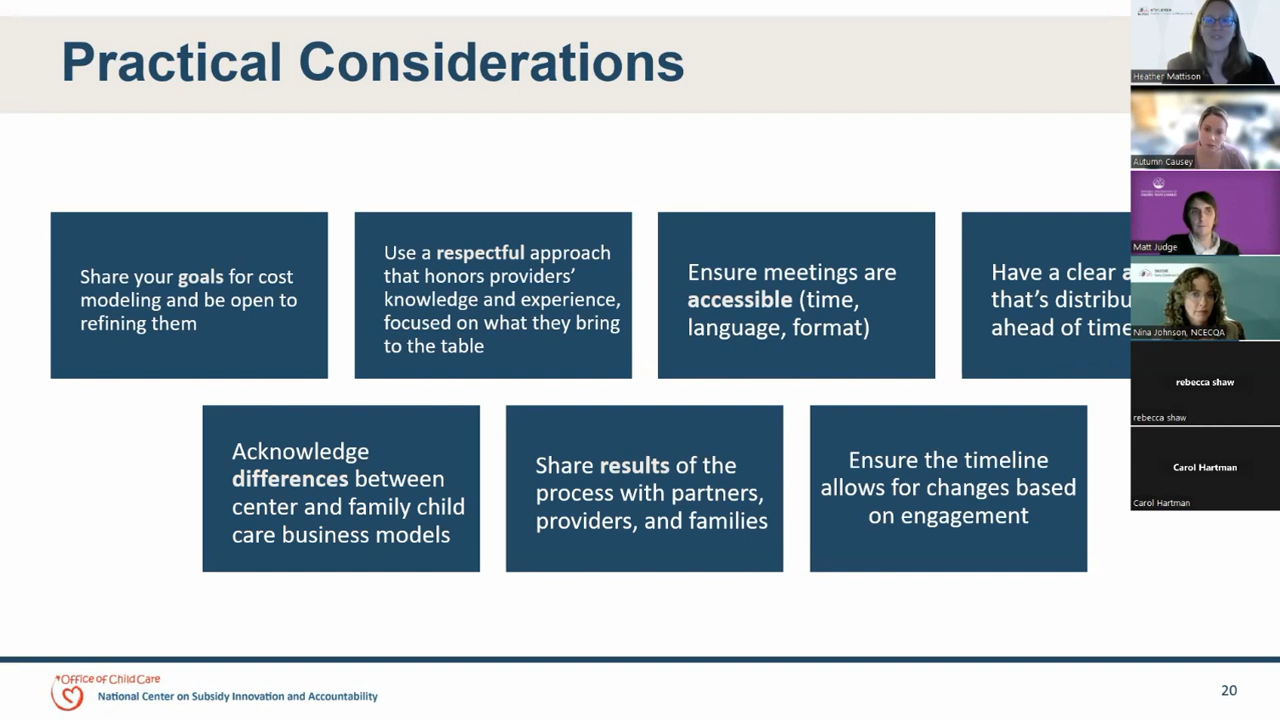 Practical Considerations
Share your goals for cost
modeling and be open to
refining them
Use a respectful approach
that honors providers’
knowledge and experience,
focused on what they bring
to the table
Ensure meetings are
accessible (time,
language, format)
Have a clear
that’s distribu
ahead of time
Acknowledge
differences between
center and family child
care business models
Share results of the
process with partners,
providers, and families
Ensure the timeline
allows for changes based
on engagement
Office of Child Care
National Center on Subsidy Innovation and Accountability
20
Heather Mattison
Autumn Causey
Matt Judge
Nina Johnson, NCECQA
rebecca shaw
rebecca shaw
Carol Hartman
Carol Hartman